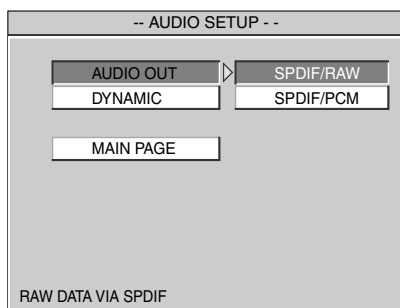 -- AUDIO SETUP - -
AUDIO OUT SPDIF/RAW
DYNAMIC SPDIF/PCM
MAIN PAGE
RAW DATA VIA SPDIF